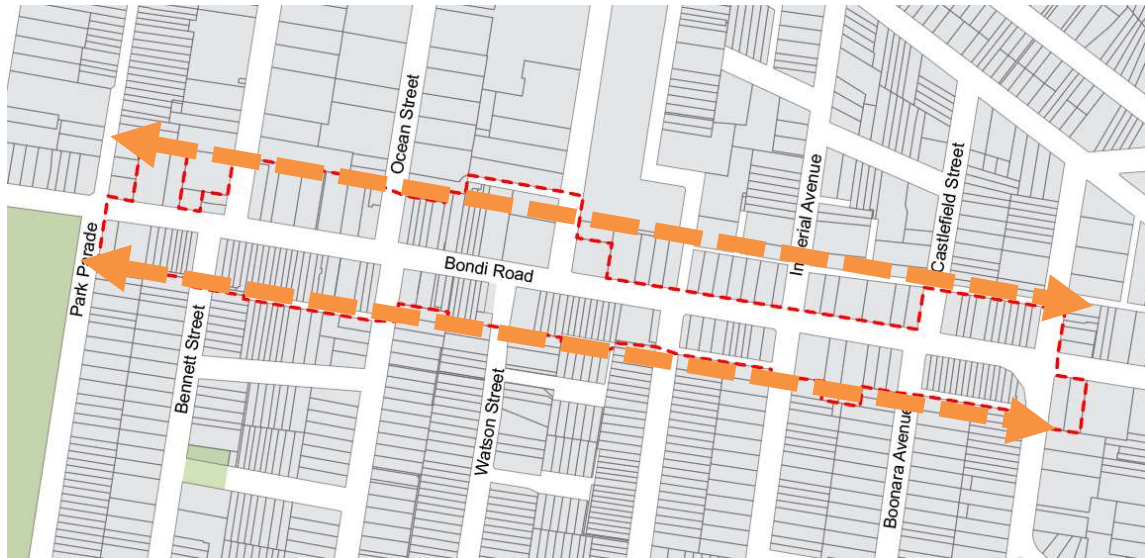 Ocean Street
Imperial Avenue
Castlefield Street
Park Parade
Bondi Road
Bennett Street
Watson Street
Boonara Avenue